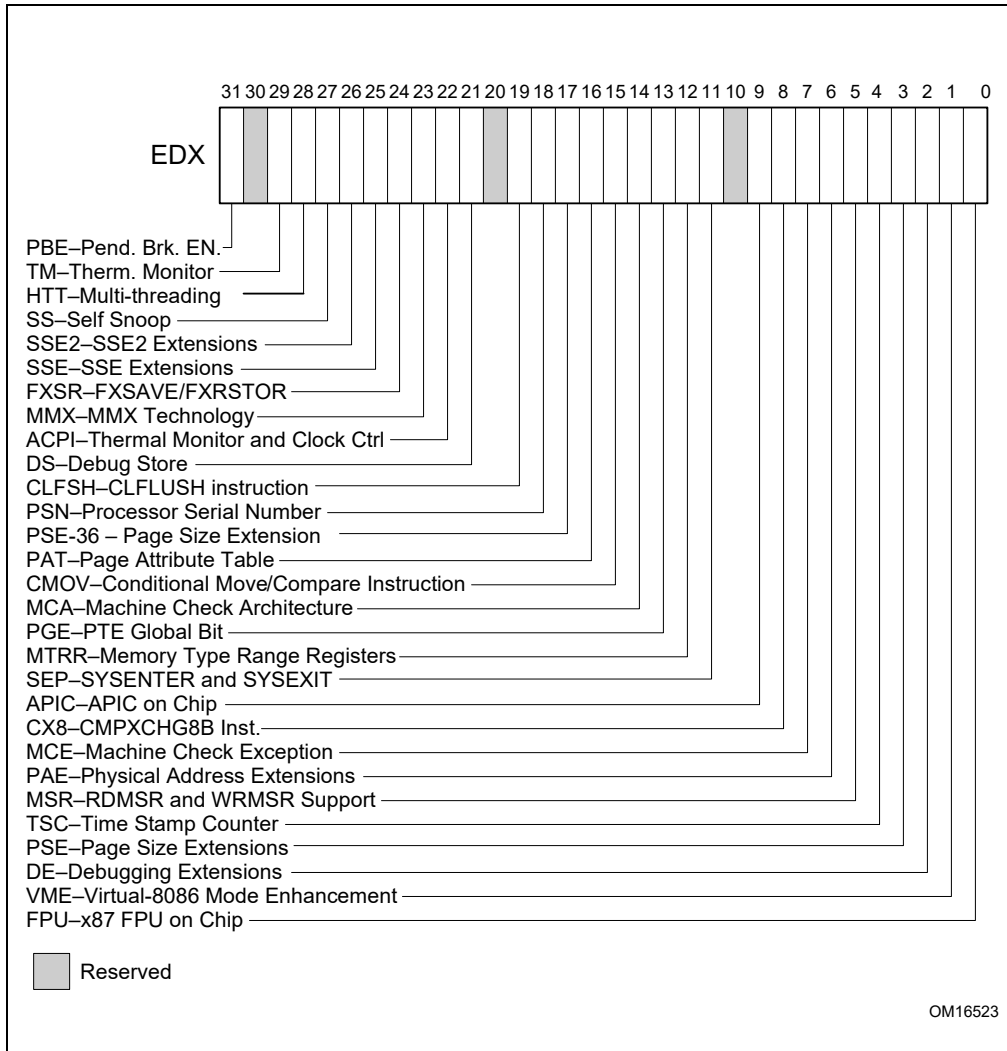 31 30 29 28 27 26 25 24 23 22 21 20 19 18 17 16 15 14 13 12 11 10 9 8 7 6 5 4 3 2 1 0
EDX
PBE–Pend. Brk. EN.
TM–Therm. Monitor
HTT–Multi-threading
SS–Self Snoop
SSE2–SSE2 Extensions
SSE–SSE Extensions
FXSR–FXSAVE/FXRSTOR
MMX–MMX Technology
ACPI–Thermal Monitor and Clock Ctrl
DS–Debug Store
CLFSH–CLFLUSH instruction
PSN–Processor Serial Number
PSE-36 – Page Size Extension
PAT–Page Attribute Table
CMOV–Conditional Move/Compare Instruction
MCA–Machine Check Architecture
PGE–PTE Global Bit
MTRR–Memory Type Range Registers
SEP–SYSENTER and SYSEXIT
APIC–APIC on Chip
CX8–CMPXCHG8B Inst.
MCE–Machine Check Exception
PAE–Physical Address Extensions
MSR–RDMSR and WRMSR Support
TSC–Time Stamp Counter
PSE–Page Size Extensions
DE–Debugging Extensions
VME–Virtual-8086 Mode Enhancement
FPU–x87 FPU on Chip
Reserved
OM16523